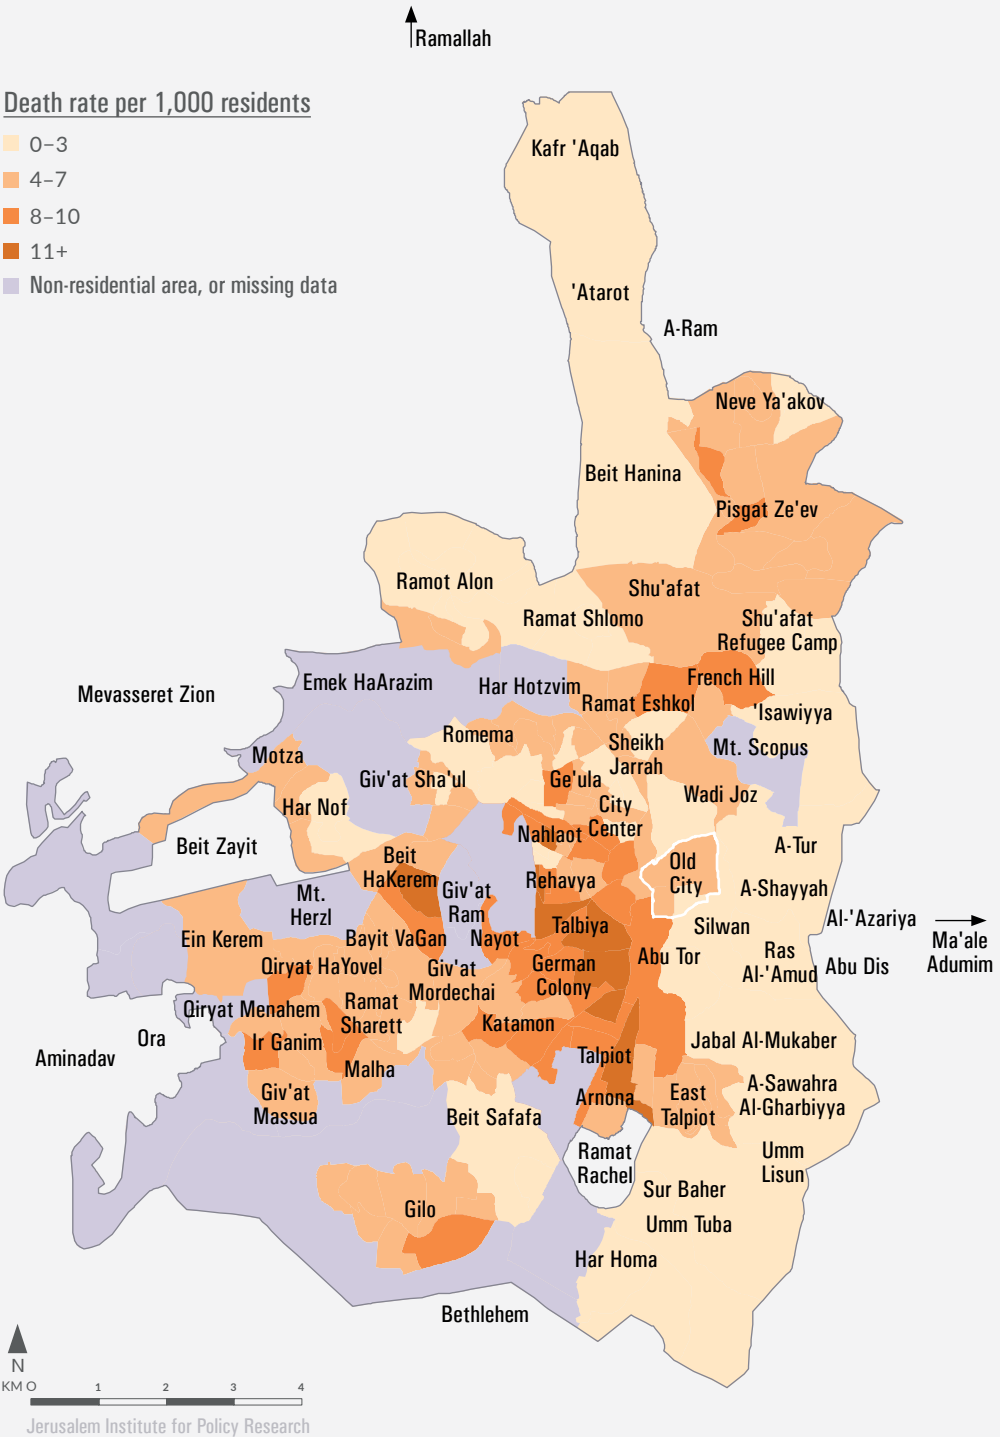 Ramallah
Death rate per 1,000 residents
0–3
4–7
8–10
11+
Non-residential area, or missing data
Kafr 'Aqab
'Atarot
A-Ram
Neve Ya'akov
Beit Hanina
Pisgat Ze'ev
Ramot Alon
Shu'afat
Ramat Shlomo
Shu'afat
Refugee Camp
Mevasseret Zion
Emek HaArazim
Har Hotzvim
French Hill
Ramat Eshkol
'Isawiyya
Romema
Sheikh
Jarrah
Mt. Scopus
Motza
Giv'at Sha'ul
Ge'ula
Wadi Joz
Har Nof
City
Center
Nahlaot
Beit Zayit
Beit
HaKerem
A-Tur
Old
City
Rehavya
A-Shayyah
Mt.
Herzl
Giv'at
Ram
Al-'Azariya
Talbiya
Silwan
Ein Kerem
Bayit VaGan
Nayot
Ma'ale
Adumim
Abu Tor
Ras
Al-'Amud
Abu Dis
Qiryat HaYovel
Giv'at
Mordechai
German
Colony
Qiryat Menahem
Ramat
Sharett
Katamon
Ora
Ir Ganim
Jabal Al-Mukaber
Aminadav
Malha
Talpiot
Giv'at
Massua
Arnona
East
Talpiot
A-Sawahra
Al-Gharbiyya
Beit Safafa
Ramat
Rachel
Umm
Lisun
Sur Baher
Gilo
Umm Tuba
Har Homa
Bethlehem
N
KM 0 1 2 3 4
Jerusalem Institute for Policy Research